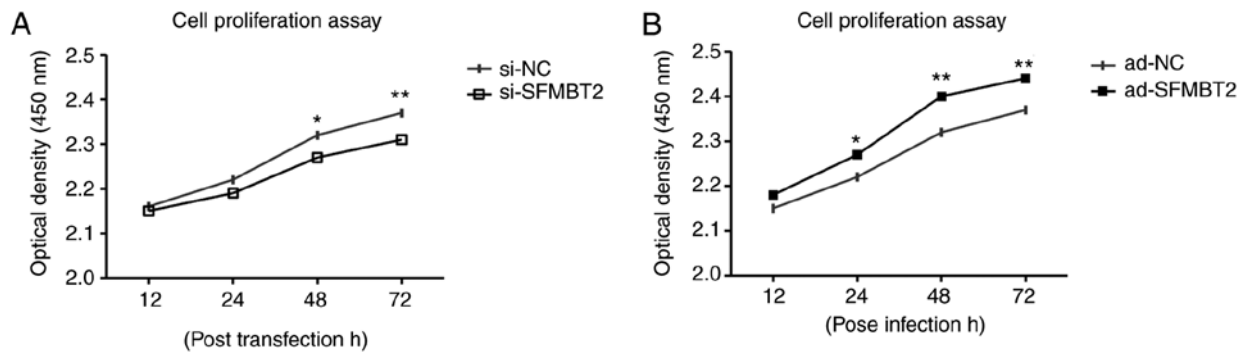 A
Cell proliferation assay
Optical density (450 nm)
2.5
2.4
2.3
2.2
2.1
2.0
12 24 48 72
(Post transfection h)
* **
si-NC
si-SFMBT2
B
Cell proliferation assay
Optical density (450 nm)
2.5
2.4
2.3
2.2
2.1
2.0
12 24 48 72
(Pose infection h)
* ** **
ad-NC
ad-SFMBT2